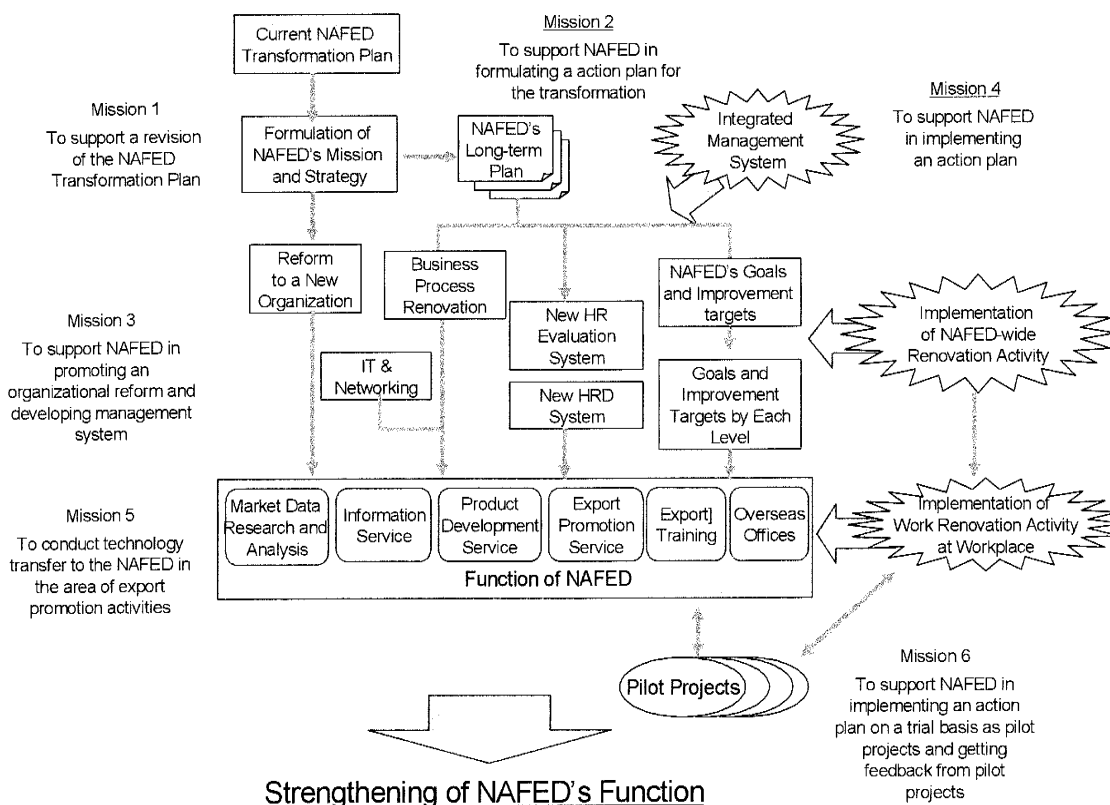 Current NAFED
Transformation Plan
Mission 2
To support NAFED in
formulating a action plan for
the transformation
Mission 4
To support NAFED
in implementing
an action plan
Mission 1
To support a revision
of the NAFED
Transformation Plan
Formulation of
NAFED's Mission
and Strategy
NAFED's
Long-term
Plan
Integrated
Management
System
Reform
to a New
Organization
Business
Process
Renovation
New HR
Evaluation
System
NAFED's Goals
and Improvement
targets
Implementation
of NAFED-wide
Renovation Activity
Mission 3
To support NAFED in
promoting an
organizational reform and
developing management
system
IT &
Networking
New HRD
System
Goals and
Improvement
Targets by Each
Level
Mission 5
To conduct technology
transfer to the NAFED in
the area of export
promotion activities
Market Data
Research and
Analysis
Information
Service
Product
Development
Service
Export
Promotion
Service
Export]
Training
Overseas
Offices
Function of NAFED
Implementation of
Work Renovation Activity
at Workplace
Pilot Projects
Mission 6
To support NAFED in
implementing an action
plan on a trial basis as pilot
projects and getting
feedback from pilot
projects
Strengthening of NAFED's Function